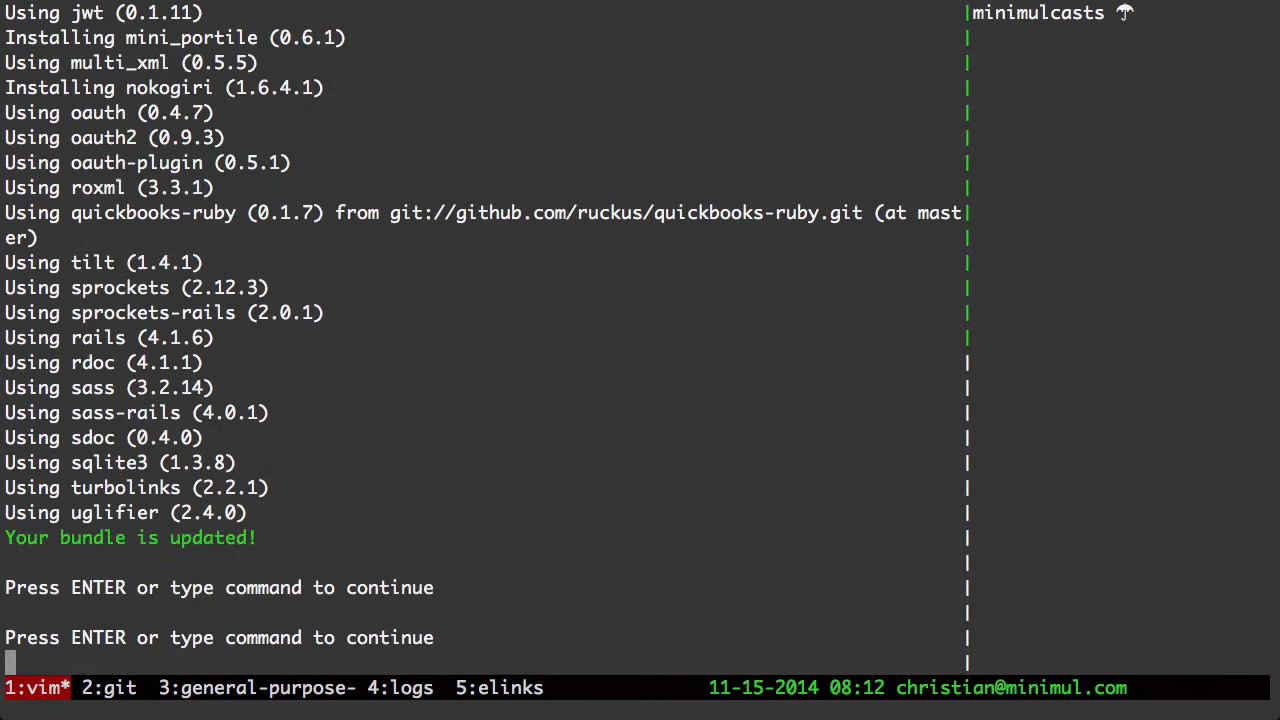 Using jwt (0.1.11)
Installing mini_portile (0.6.1)
Using multi_xml (0.5.5)
Installing nokogiri (1.6.4.1)
Using oauth (0.4.7)
Using oauth2 (0.9.3)
Using oauth-plugin (0.5.1)
Using roxml (3.3.1)
Using quickbooks-ruby (0.1.7) from git://github.com/ruckus/quickbooks-ruby.git (at mast
er)
Using tilt (1.4.1)
Using sprockets (2.12.3)
Using sprockets-rails (2.0.1)
Using rails (4.1.6)
Using rdoc (4.1.1)
Using sass (3.2.14)
Using sass-rails (4.0.1)
Using sdoc (0.4.0)
Using sqlite3 (1.3.8)
Using turbolinks (2.2.1)
Using uglifier (2.4.0)
Your bundle is updated!
Press ENTER or type command to continue
Press ENTER or type command to continue
minimulcasts ☂
1:vim* 2:git 3:general-purpose- 4:logs 5:elinks 11-15-2014 08:12 christian@minimul.com